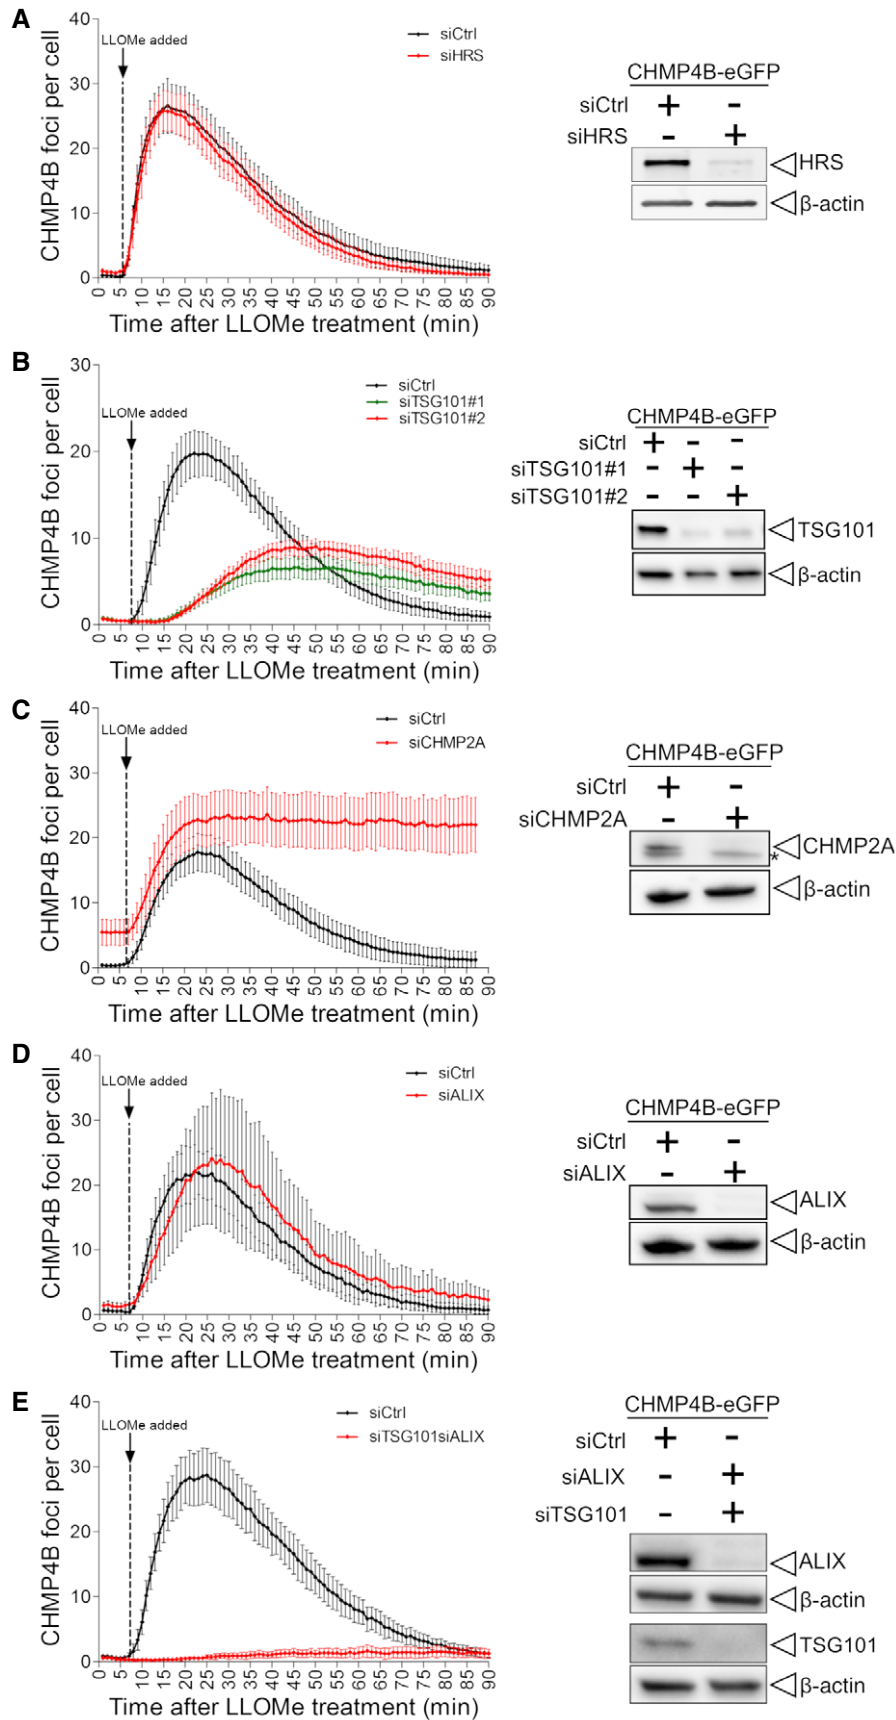 A
CHMP4B foci per cell
40
30
20
10
0
LLOMe added
siCtrl
siHRS
0 5 10 15 20 25 30 35 40 45 50 55 60 65 70 75 80 85 90
Time after LLOMe treatment (min)
CHMP4B-eGFP
siCtrl + -
siHRS - +
HRS
β-actin
B
CHMP4B foci per cell
30
20
10
0
LLOMe added
siCtrl
siTSG101#1
siTSG101#2
0 5 10 15 20 25 30 35 40 45 50 55 60 65 70 75 80 85 90
Time after LLOMe treatment (min)
CHMP4B-eGFP
siCtrl + - -
siTSG101#1 - + -
siTSG101#2 - - +
TSG101
β-actin
C
CHMP4B foci per cell
40
30
20
10
0
LLOMe added
siCtrl
siCHMP2A
0 5 10 15 20 25 30 35 40 45 50 55 60 65 70 75 80 85 90
Time after LLOMe treatment (min)
CHMP4B-eGFP
siCtrl + -
siCHMP2A - +
CHMP2A
*
β-actin
D
CHMP4B foci per cell
40
30
20
10
0
LLOMe added
siCtrl
siALIX
0 5 10 15 20 25 30 35 40 45 50 55 60 65 70 75 80 85 90
Time after LLOMe treatment (min)
CHMP4B-eGFP
siCtrl + -
siALIX - +
ALIX
β-actin
E
CHMP4B foci per cell
40
30
20
10
0
LLOMe added
siCtrl
siTSG101siALIX
0 5 10 15 20 25 30 35 40 45 50 55 60 65 70 75 80 85 90
Time after LLOMe treatment (min)
CHMP4B-eGFP
siCtrl + -
siALIX - +
siTSG101 - +
ALIX
β-actin
TSG101
β-actin